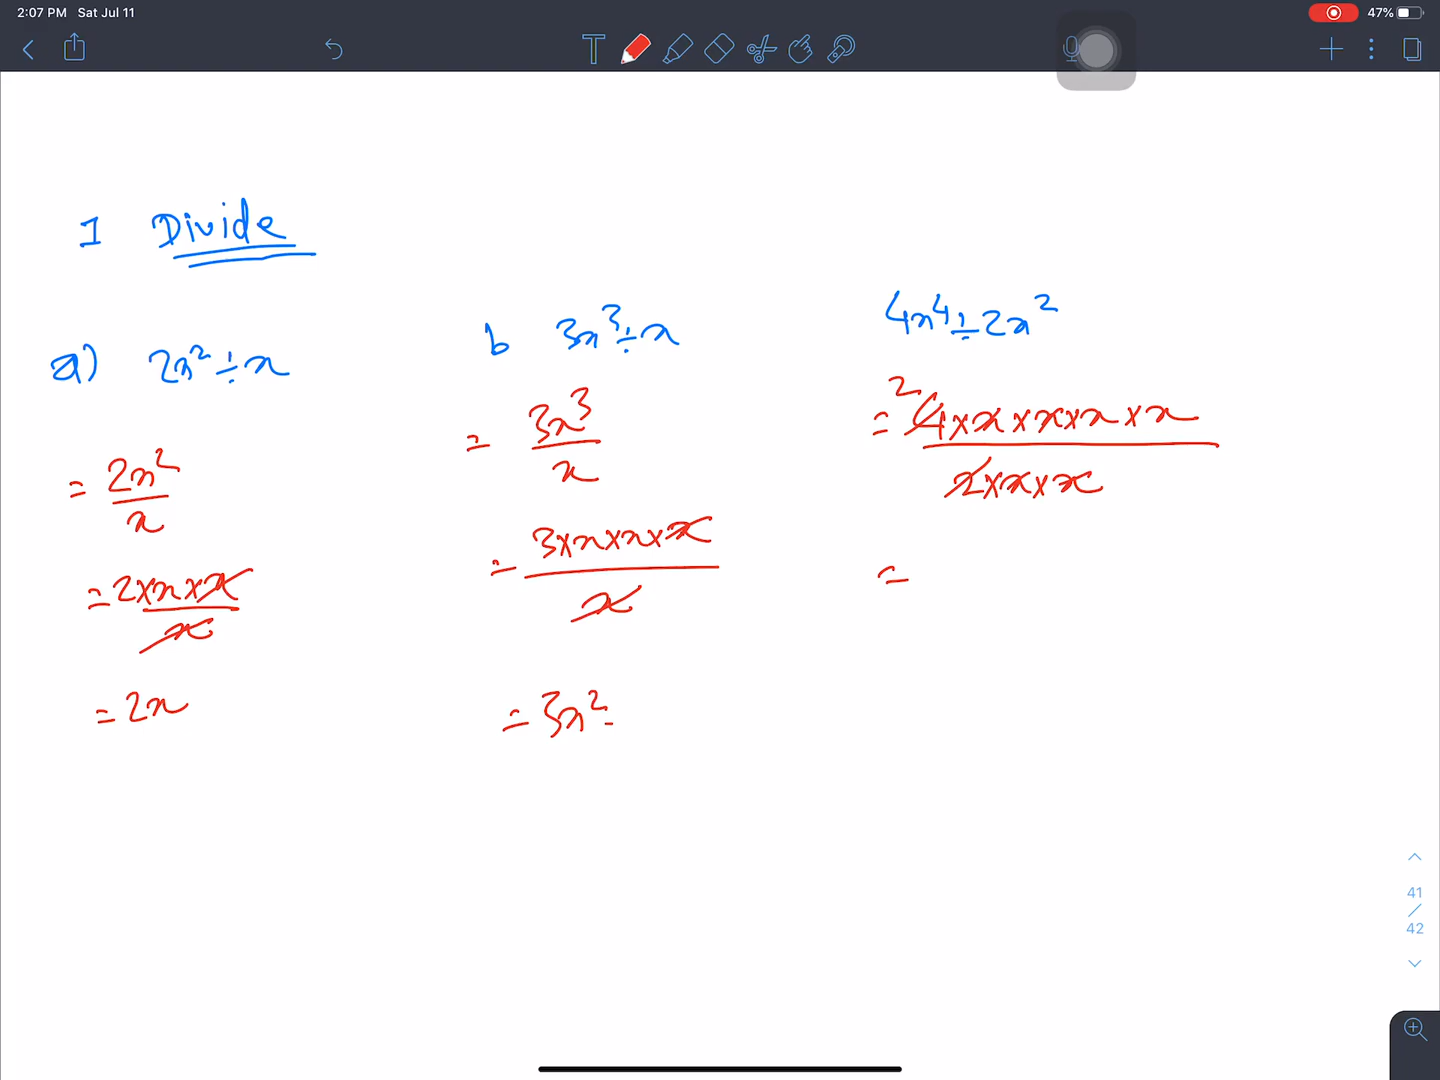 2:07 PM Sat Jul 11
47%
T
1 Divide
a) 2x² ÷ x
= 2x²/x
= 2×x×x/x
= 2x
b 3x³ ÷ x
= 3x³/x
= 3×x×x×x/x
= 3x²
4x⁴ ÷ 2x²
= ² 4×x×x×x×x/2×x×x
=
41
/
42